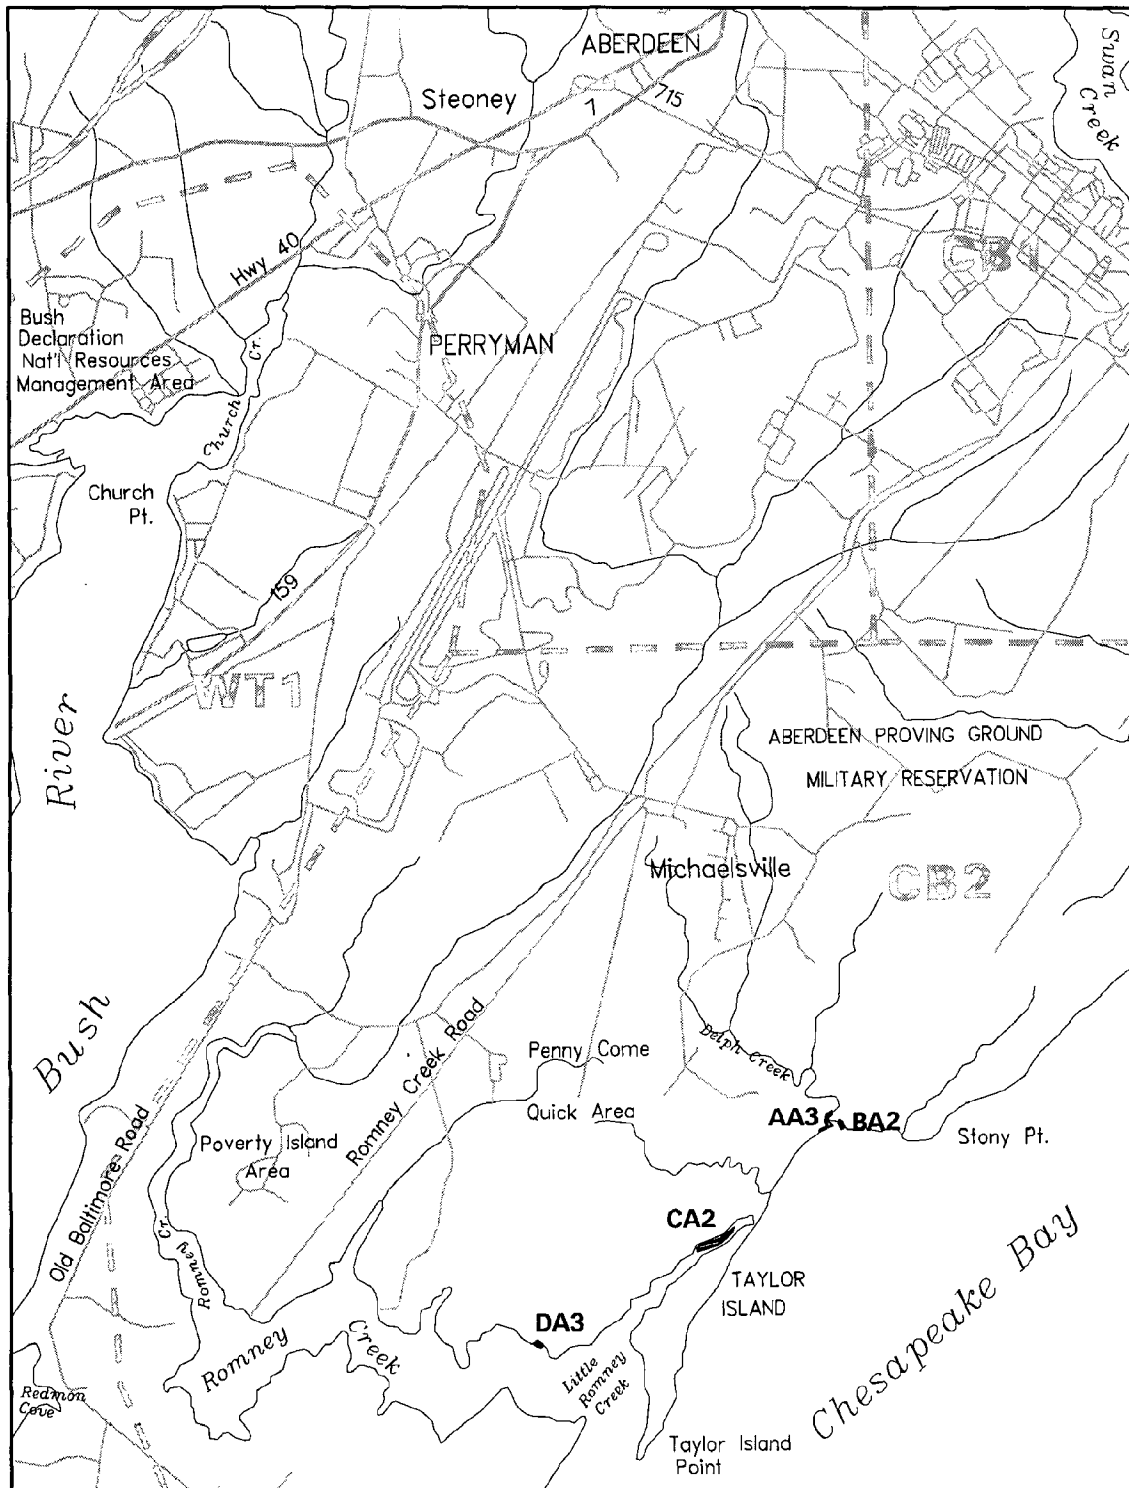 ABERDEEN
Swan Creek
Steoney
7
715
Hwy 40
CB1
Bush
Declaration
Nat'l Resources
Management Area
Church Cr.
PERRYMAN
Church
Pt.
159
WT1
River
ABERDEEN PROVING GROUND
MILITARY RESERVATION
Michaelsville
CB2
Bush
Romney Creek Road
Delph Creek
Penny Come
Quick Area
AA3
BA2
Stony Pt.
Old Baltimore Road
Poverty Island
Area
Romney Cr.
CA2
TAYLOR
ISLAND
Chesapeake Bay
DA3
Romney
Creek
Little
Romney
Creek
Redmon
Cove
Taylor Island
Point